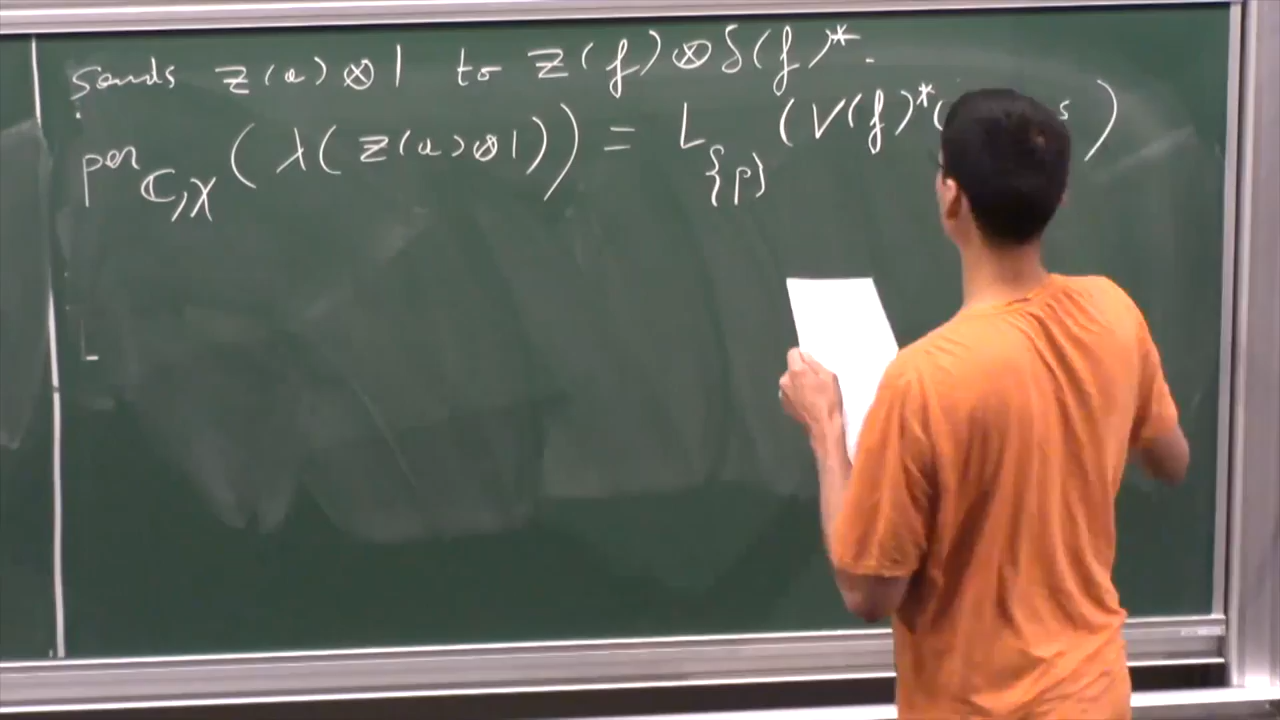 sends z(a) ⊗ 1 to z(f) ⊗ δ(f)*.
per_{ℂ,χ} (λ(z(a) ⊗ 1)) = L_{{p}} (V(f)*( s )